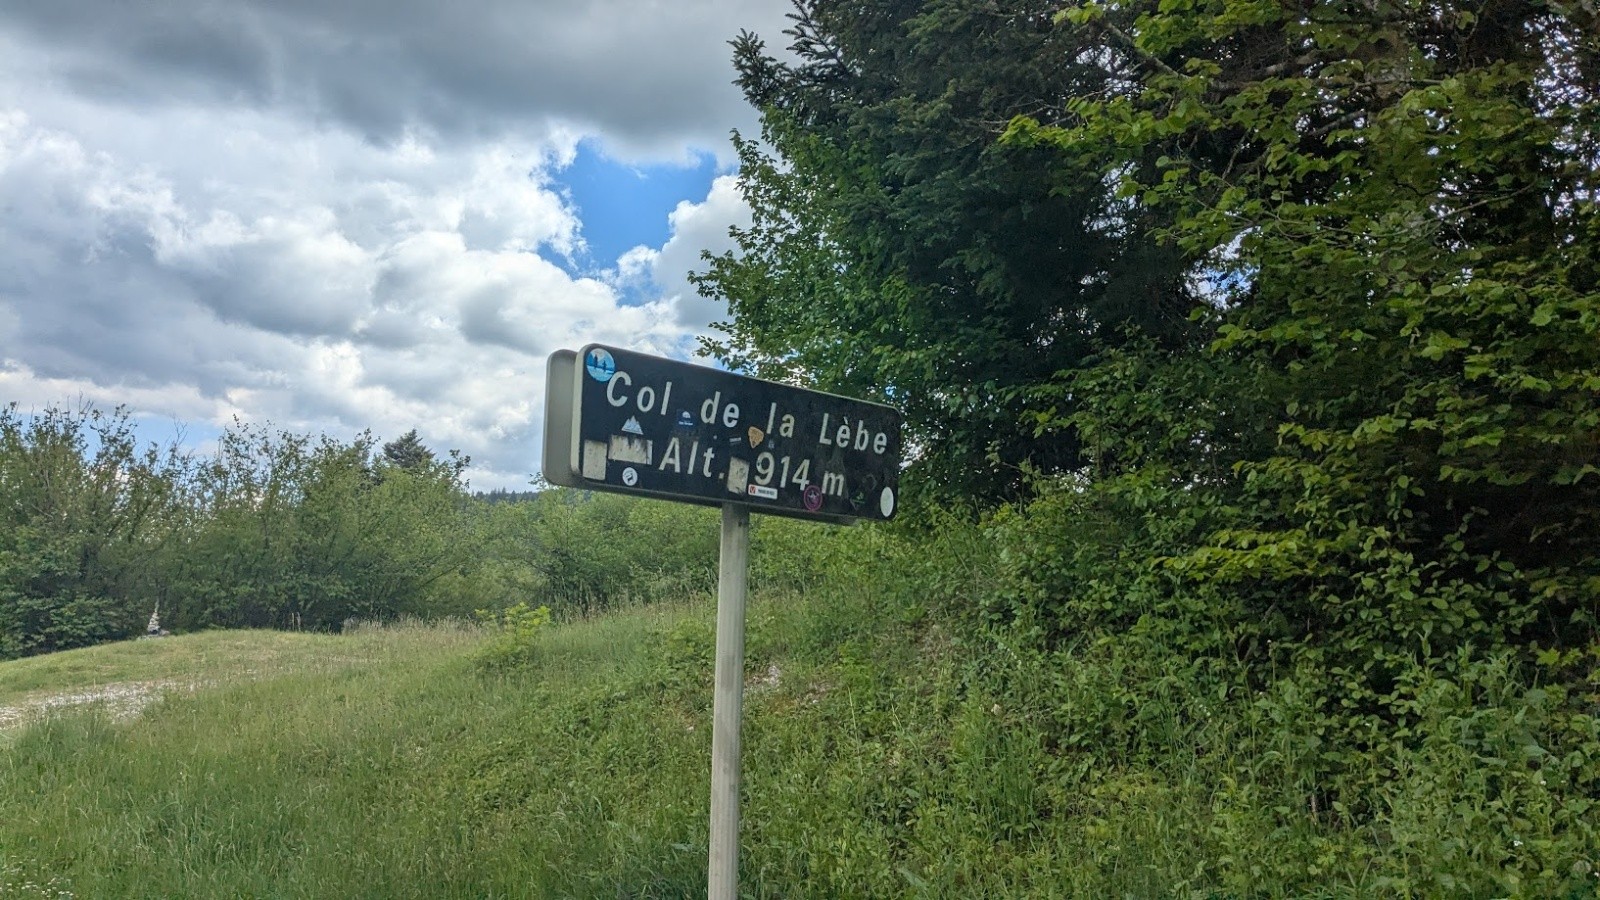 Col de la Lèbe
Alt. 914 m